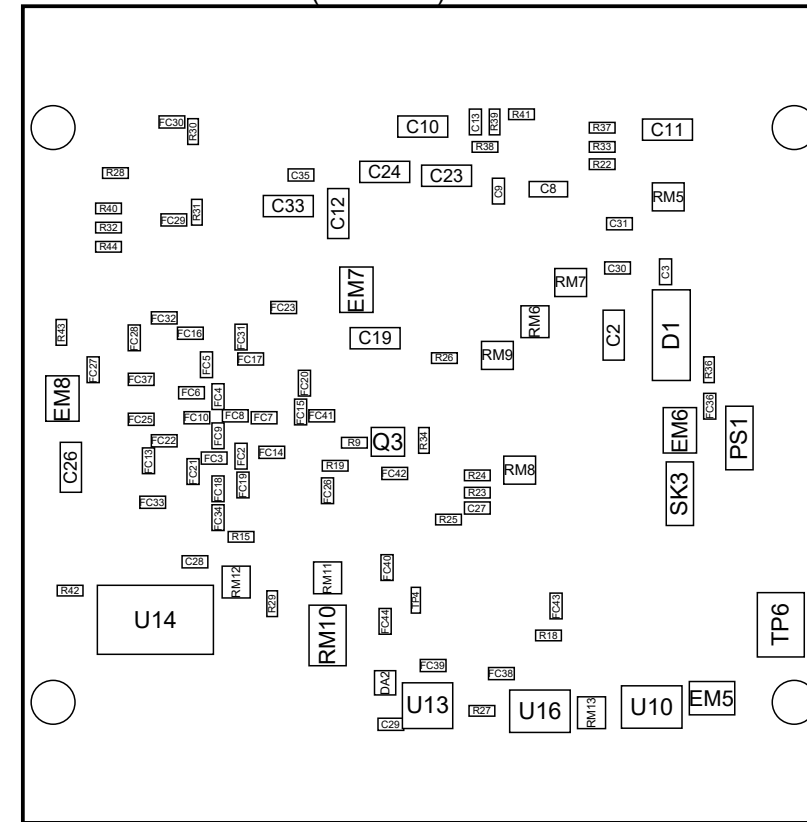 FC30
R30
C10
C13
R39
R41
R37
C11
R38
R33
R22
R28
C35
C24
C23
C9
C8
RM5
R40
FC29
R31
C33
C12
R32
C31
R44
EM7
RM7
C30
C3
FC23
FC32
FC16
FC28
FC31
R43
C19
RM6
C2
D1
FC5
FC17
R26
RM9
R36
FC27
FC37
FC20
EM8
FC6
FC4
FC15
FC41
FC36
FC25
FC10
FC8
FC7
EM6
PS1
FC9
FC22
R9
Q3
R34
C26
FC13
FC3
FC2
FC14
FC21
R19
FC42
RM8
R24
SK3
FC18
FC19
FC26
R23
FC33
C27
FC34
R25
R15
C28
RM12
RM11
FC40
R42
R29
TP4
FC43
U14
RM10
FC44
R18
TP6
FC39
FC38
DA2
U13
R27
U16
RM13
U10
EM5
C29